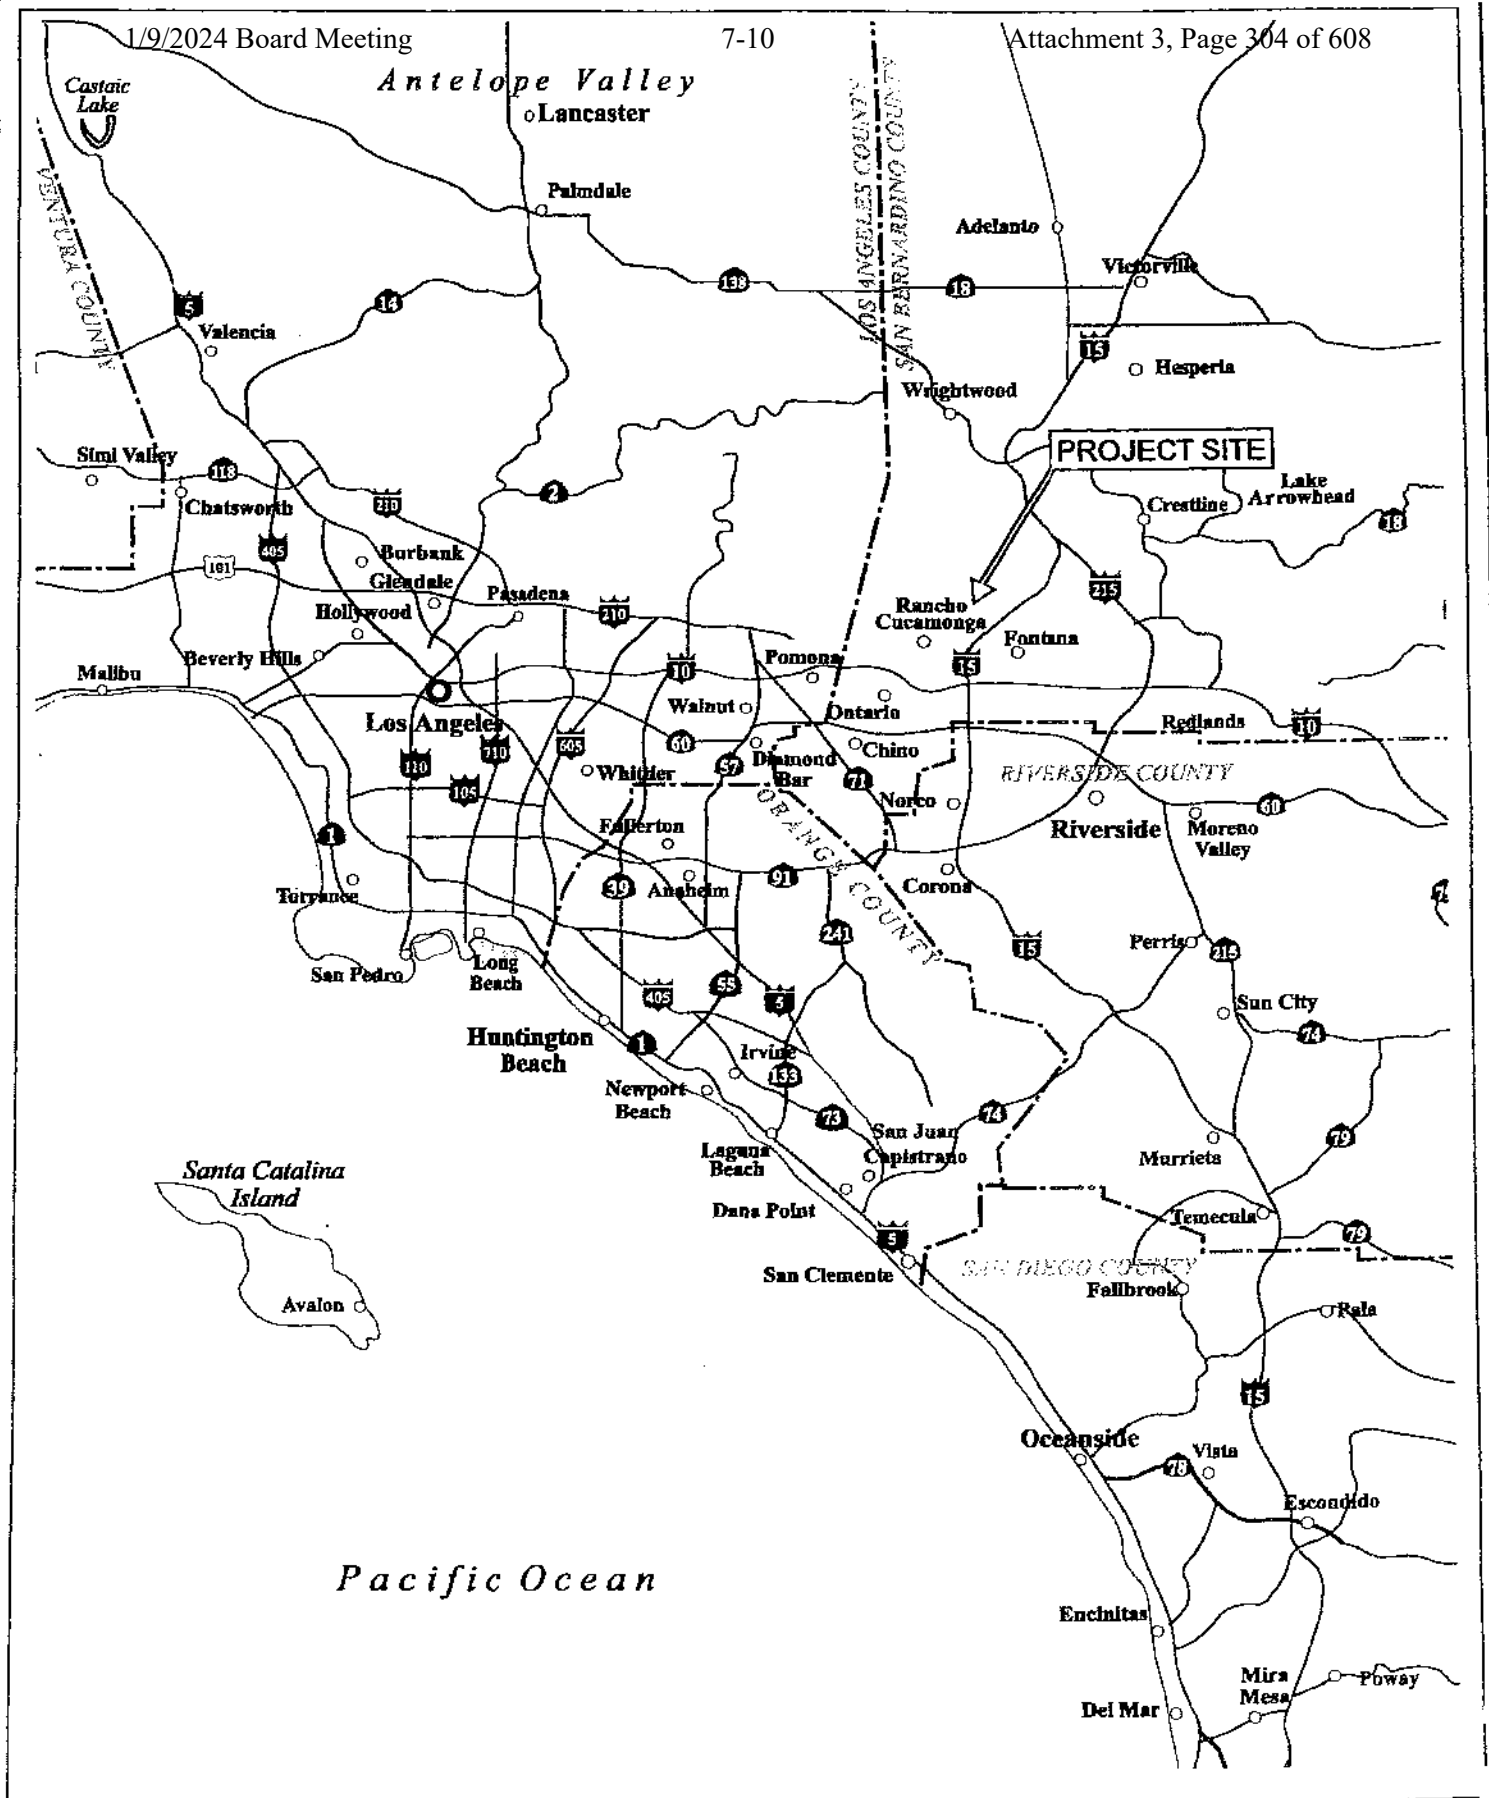 1/9/2024 Board Meeting
7-10
Attachment 3, Page 304 of 608
Antelope Valley
Castaic
Lake
Lancaster
LOS ANGELES COUNTY
SAN BERNARDINO COUNTY
VENTURA COUNTY
Palmdale
Adelanto
Victorville
138
18
14
5
Valencia
15
Hesperia
Wrightwood
PROJECT SITE
Simi Valley
118
Chatsworth
210
2
Lake
Arrowhead
Crestline
18
405
101
Burbank
Glendale
Pasadena
Hollywood
210
215
Rancho
Cucamonga
Fontana
Beverly Hills
Malibu
10
Pomona
15
Walnut
Ontario
Redlands
10
Los Angeles
110
710
605
60
Chino
Diamond
Bar
57
71
Whittier
105
RIVERSIDE COUNTY
Norco
60
1
Fullerton
ORANGE COUNTY
Riverside
Moreno
Valley
39
Anaheim
91
Corona
Torrance
241
15
Perris
215
San Pedro
Long
Beach
405
55
5
Sun City
74
Huntington
Beach
1
Irvine
133
Newport
Beach
73
74
San Juan
Capistrano
79
Murrieta
Laguna
Beach
Santa Catalina
Island
Dana Point
Temecula
79
5
San Clemente
SAN DIEGO COUNTY
Fallbrook
Avalon
Pala
15
Oceanside
78
Vista
Escondido
Pacific Ocean
Encinitas
Mira
Mesa
Poway
Del Mar